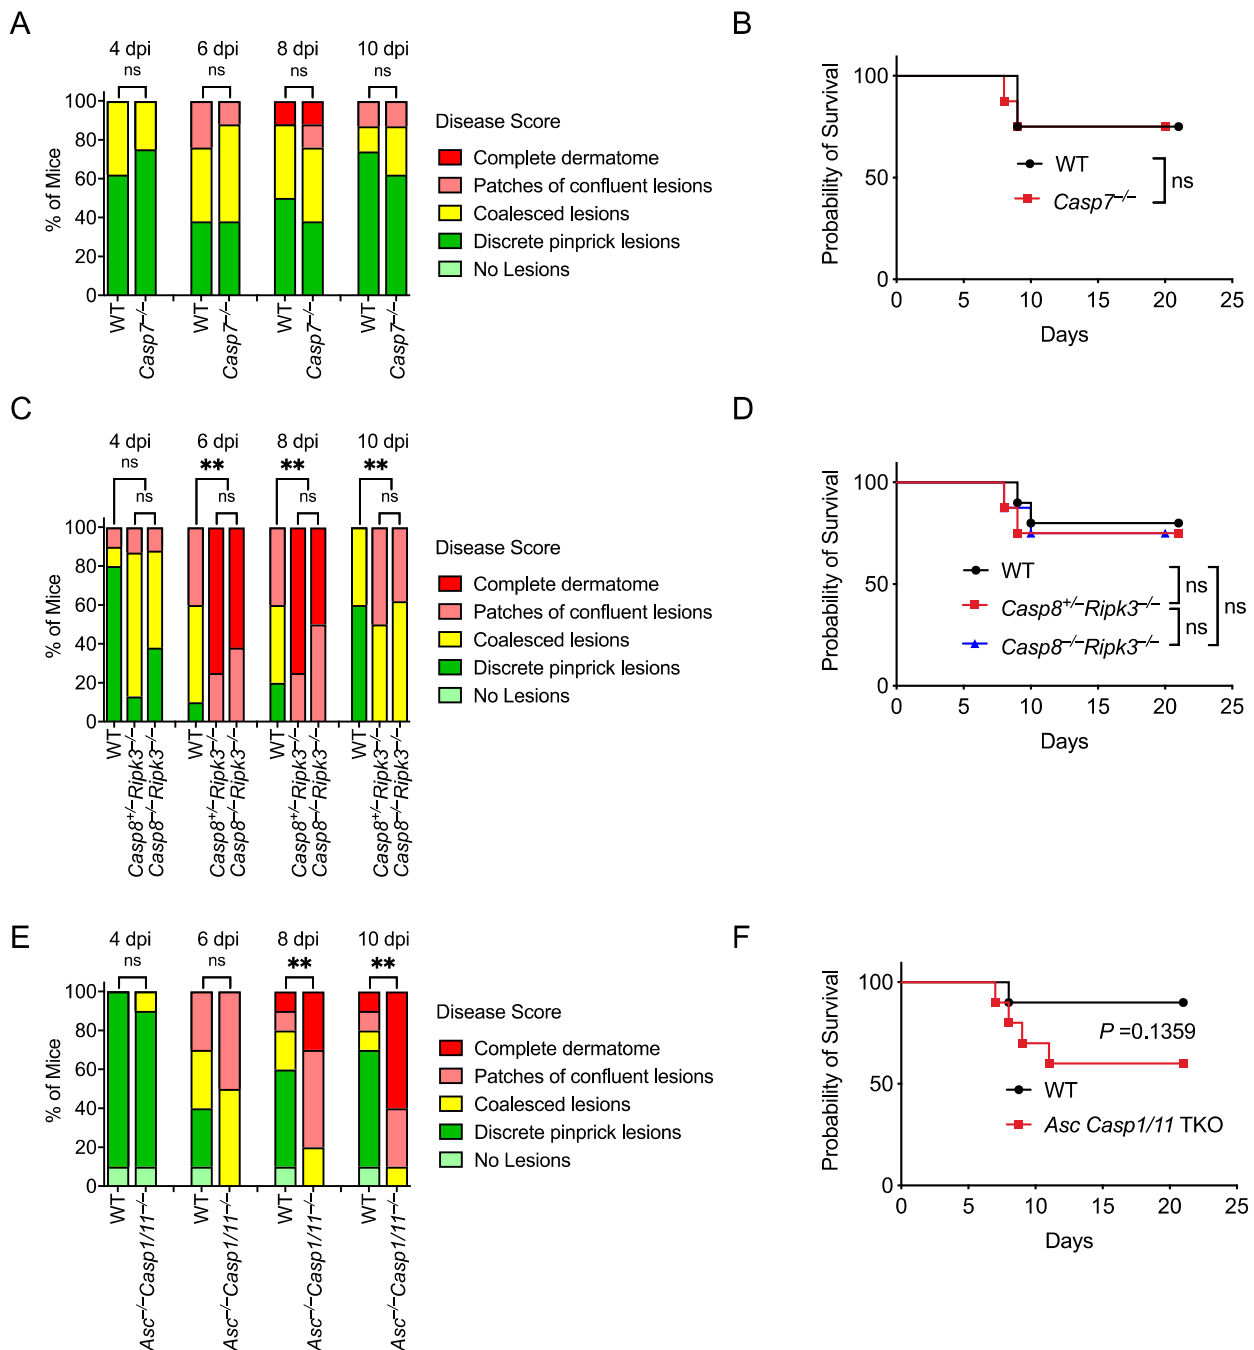 A
4 dpi 6 dpi 8 dpi 10 dpi
ns ns ns ns
100
80
60
40
20
0
% of Mice
WT
Casp7–/–
WT
Casp7–/–
WT
Casp7–/–
WT
Casp7–/–
Disease Score
Complete dermatome
Patches of confluent lesions
Coalesced lesions
Discrete pinprick lesions
No Lesions
B
Probability of Survival
100
50
0
0 5 10 15 20 25
Days
WT
Casp7–/–
ns
C
4 dpi 6 dpi 8 dpi 10 dpi
ns ** ** **
ns ns ns ns
100
80
60
40
20
0
% of Mice
WT
Casp8+/–Ripk3–/–
Casp8–/–Ripk3–/–
WT
Casp8+/–Ripk3–/–
Casp8–/–Ripk3–/–
WT
Casp8+/–Ripk3–/–
Casp8–/–Ripk3–/–
WT
Casp8+/–Ripk3–/–
Casp8–/–Ripk3–/–
Disease Score
Complete dermatome
Patches of confluent lesions
Coalesced lesions
Discrete pinprick lesions
No Lesions
D
Probability of Survival
100
50
0
0 5 10 15 20 25
Days
WT
Casp8+/–Ripk3–/–
Casp8–/–Ripk3–/–
ns
ns
ns
E
4 dpi 6 dpi 8 dpi 10 dpi
ns ns ** **
100
80
60
40
20
0
% of Mice
WT
Asc–/–Casp1/11–/–
WT
Asc–/–Casp1/11–/–
WT
Asc–/–Casp1/11–/–
WT
Asc–/–Casp1/11–/–
Disease Score
Complete dermatome
Patches of confluent lesions
Coalesced lesions
Discrete pinprick lesions
No Lesions
F
Probability of Survival
100
50
0
0 5 10 15 20 25
Days
P =0.1359
WT
Asc Casp1/11 TKO